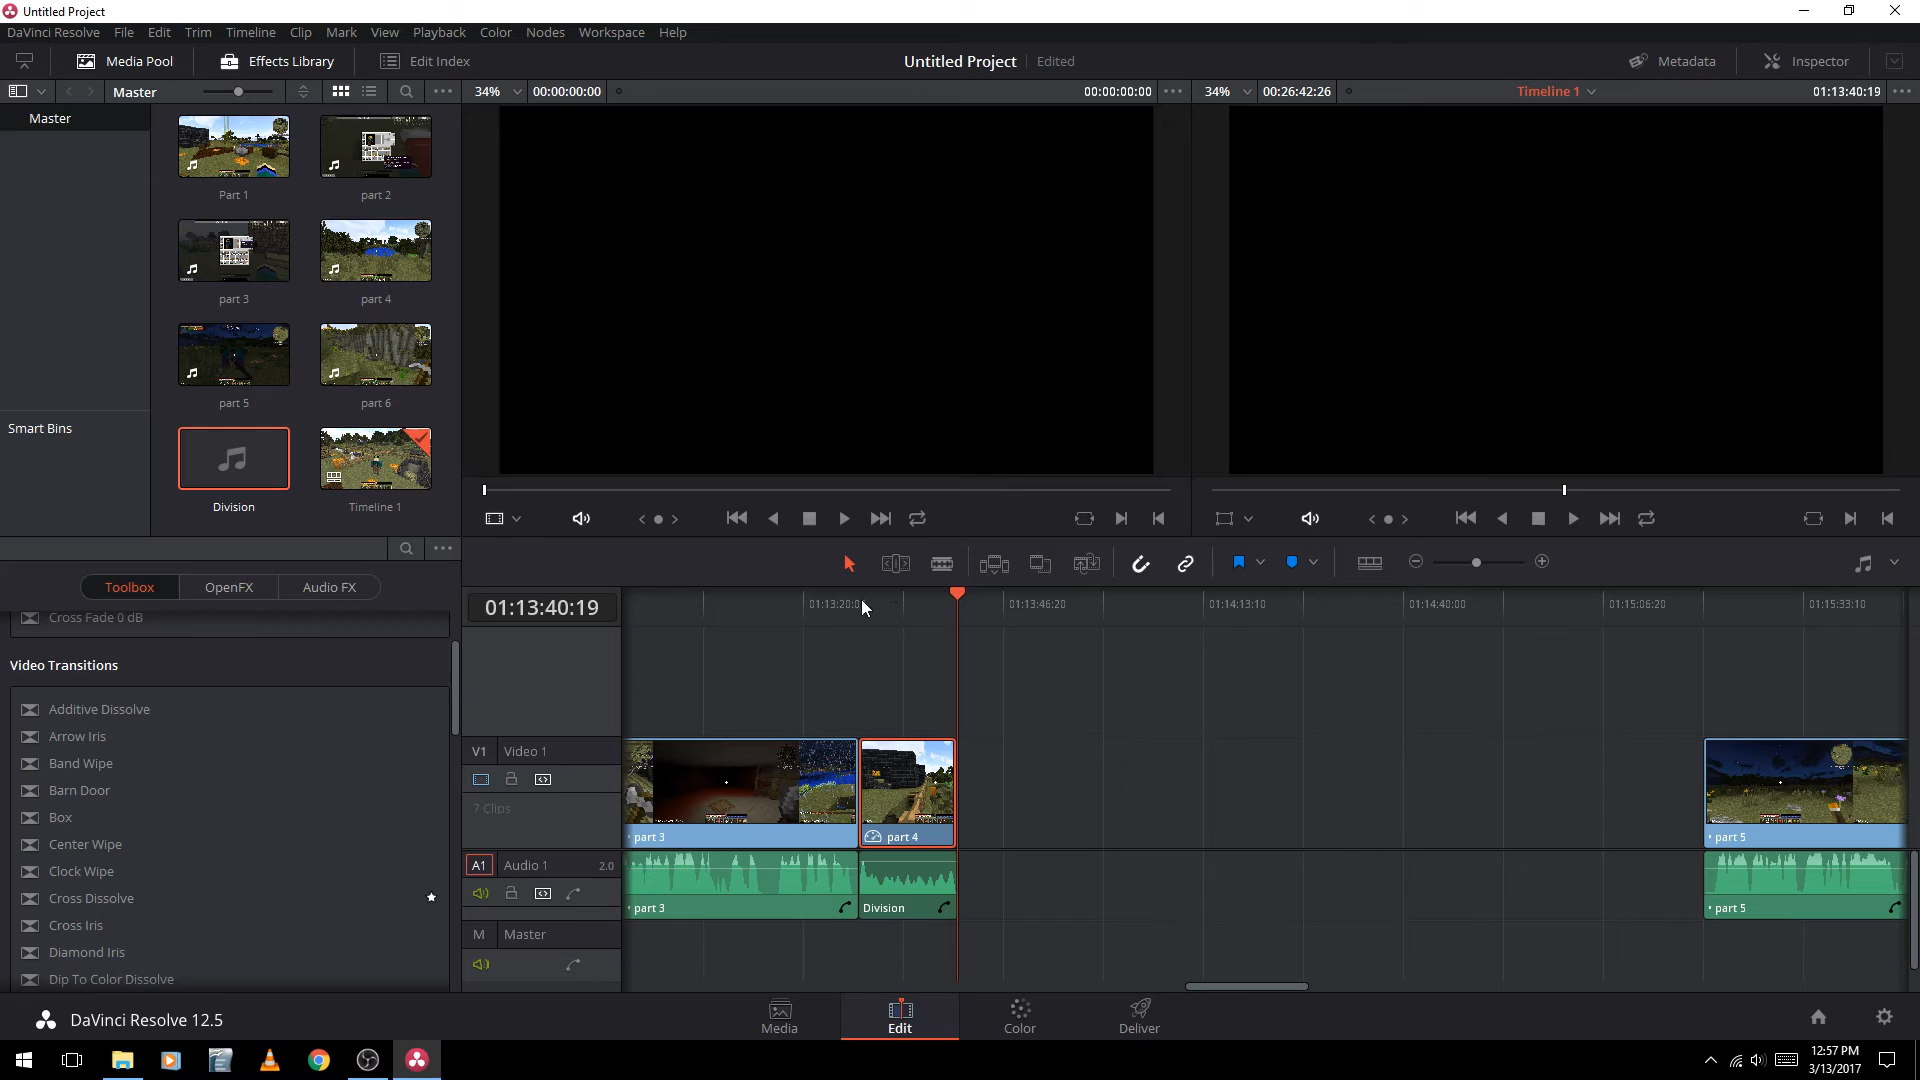 Untitled Project
DaVinci Resolve File Edit Trim Timeline Clip Mark View Playback Color Nodes Workspace Help
Media Pool Effects Library Edit Index Untitled Project Edited Metadata Inspector
Master 34% 00:00:00:00 00:00:00:00 34% 00:26:42:26 Timeline 1 01:13:40:19
Master
Part 1 part 2
part 3 part 4
part 5 part 6
Smart Bins
Division Timeline 1
Toolbox OpenFX Audio FX
01:13:40:19 01:13:20:0 01:13:46:20 01:14:13:10 01:14:40:00 01:15:06:20 01:15:33:10
Cross Fade 0 dB
Video Transitions
Additive Dissolve
Arrow Iris
Band Wipe
Barn Door
Box
Center Wipe
Clock Wipe
Cross Dissolve
Cross Iris
Diamond Iris
Dip To Color Dissolve
V1 Video 1
7 Clips
part 3 part 4 part 5
A1 Audio 1 2.0
part 3 Division part 5
M Master
DaVinci Resolve 12.5
Media Edit Color Deliver
12:57 PM
3/13/2017